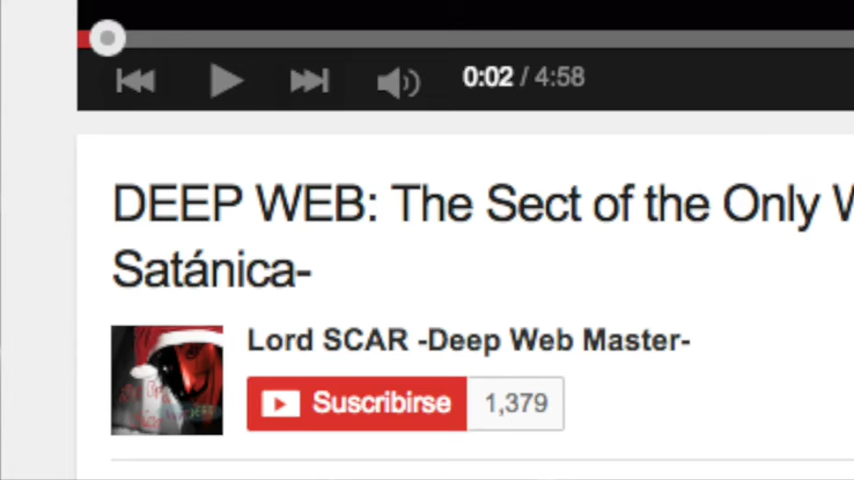 0:02 / 4:58
DEEP WEB: The Sect of the Only
Satánica-
Lord SCAR -Deep Web Master-
Suscribirse 1,379